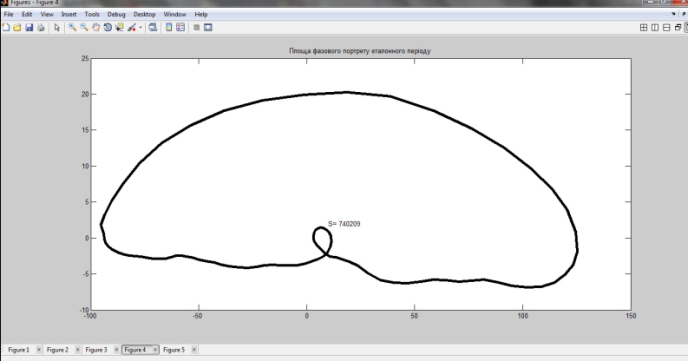 Figures - Figure 4
File Edit View Insert Tools Debug Desktop Window Help
Площа фазового портрету еталонного періоду
25
20
15
10
5
0
-5
-10
S= 740209
-100 -50 0 50 100 150
Figure 1 Figure 2 Figure 3 Figure 4 Figure 5